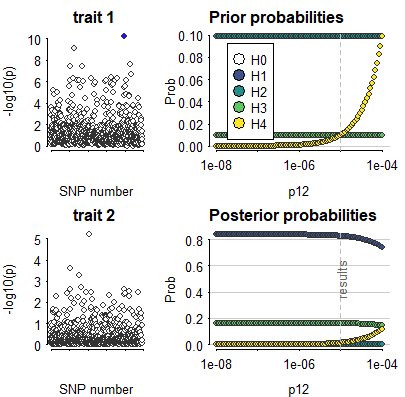 trait 1
-log10(p)
10
8
6
4
2
0
SNP number
Prior probabilities
Prob
0.10
0.08
0.06
0.04
0.02
0.00
H0
H1
H2
H3
H4
1e-08
1e-06
1e-04
p12
trait 2
-log10(p)
5
4
3
2
1
0
SNP number
Posterior probabilities
Prob
0.8
0.6
0.4
0.2
0.0
results
1e-08
1e-06
1e-04
p12